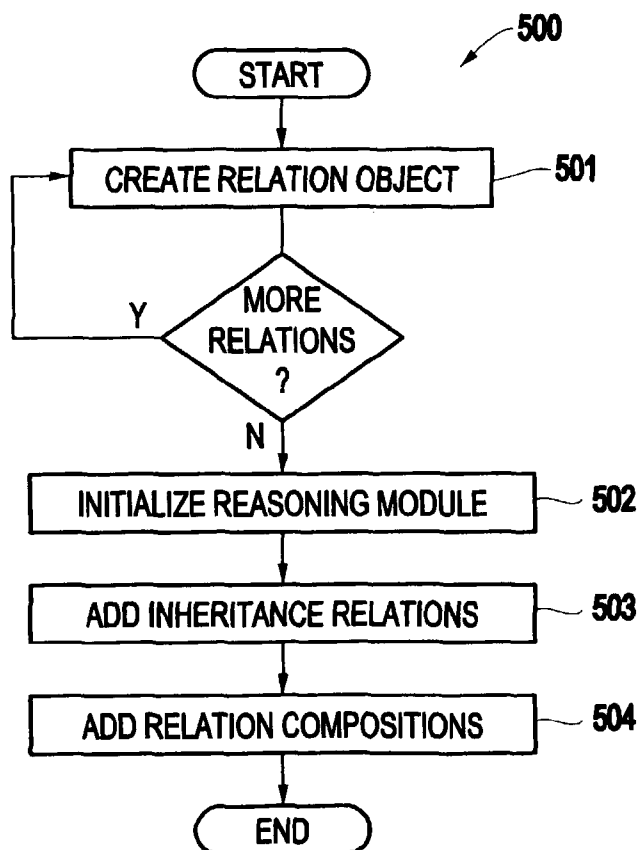 500
START
CREATE RELATION OBJECT
501
MORE
RELATIONS
?
Y
N
INITIALIZE REASONING MODULE
502
ADD INHERITANCE RELATIONS
503
ADD RELATION COMPOSITIONS
504
END